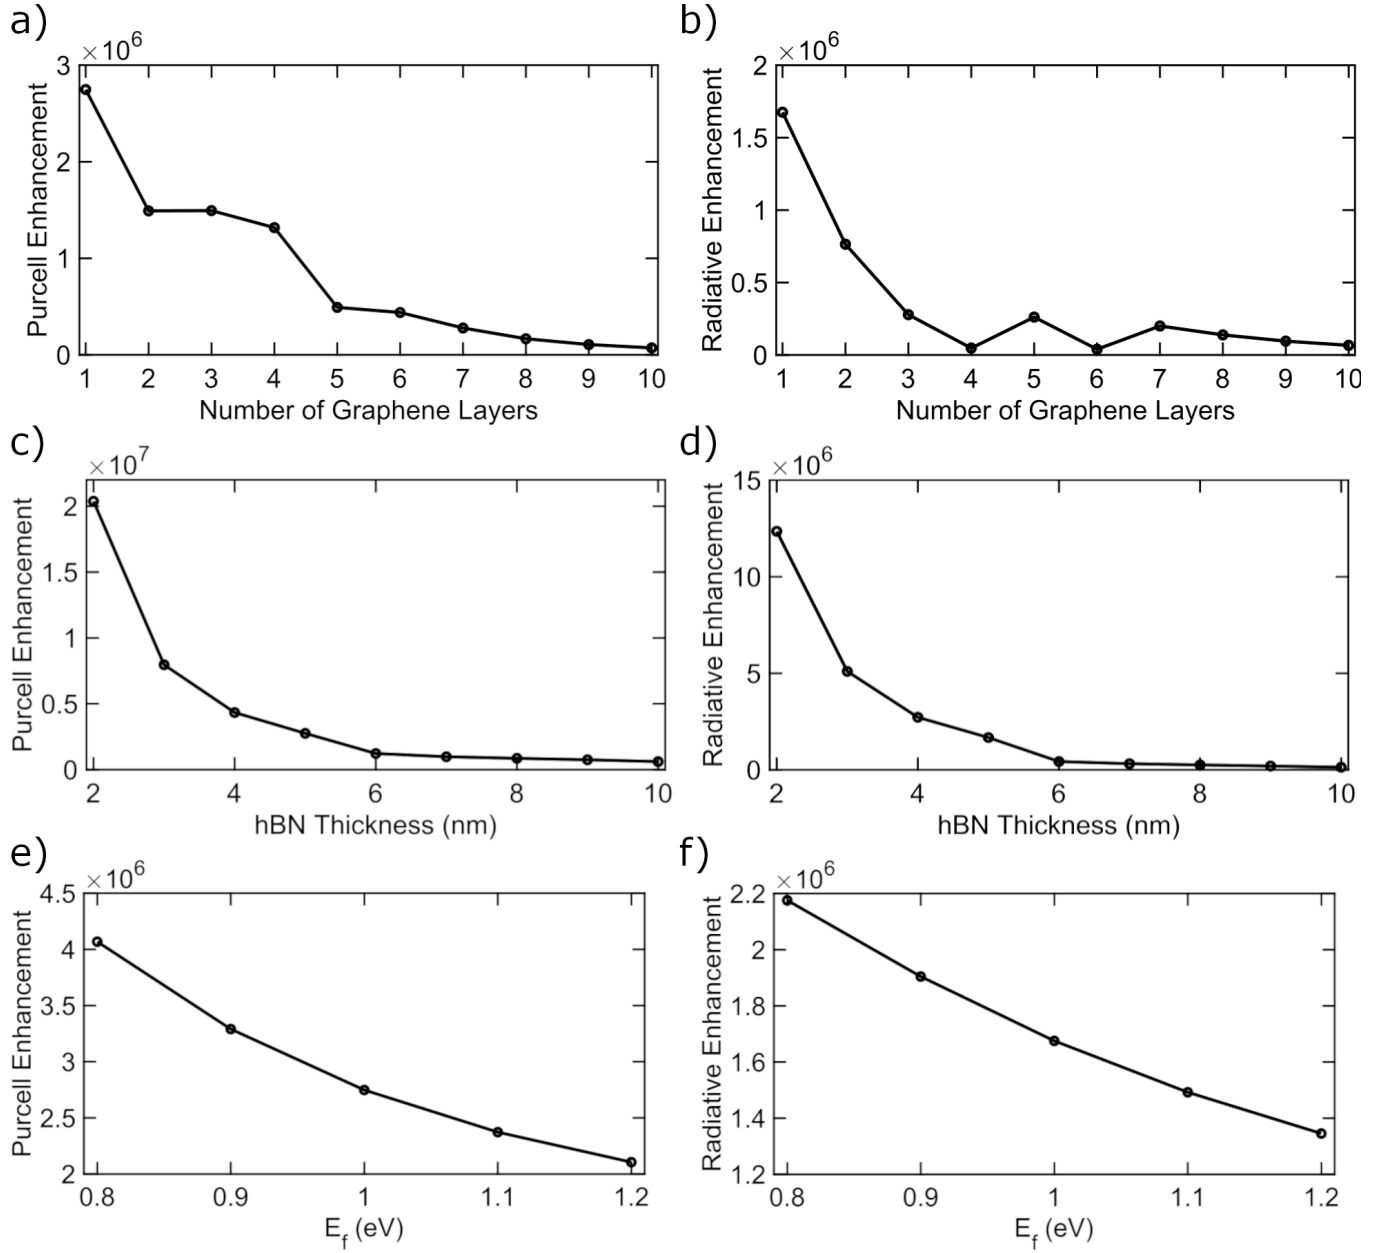 a)
×10^6
3
2
1
0
Purcell Enhancement
1 2 3 4 5 6 7 8 9 10
Number of Graphene Layers
b)
×10^6
2
1.5
1
0.5
0
Radiative Enhancement
1 2 3 4 5 6 7 8 9 10
Number of Graphene Layers
c)
×10^7
2
1.5
1
0.5
0
Purcell Enhancement
2 4 6 8 10
hBN Thickness (nm)
d)
×10^6
15
10
5
0
Radiative Enhancement
2 4 6 8 10
hBN Thickness (nm)
e)
×10^6
4.5
4
3.5
3
2.5
2
Purcell Enhancement
0.8 0.9 1 1.1 1.2
E_f (eV)
f)
×10^6
2.2
2
1.8
1.6
1.4
1.2
Radiative Enhancement
0.8 0.9 1 1.1 1.2
E_f (eV)